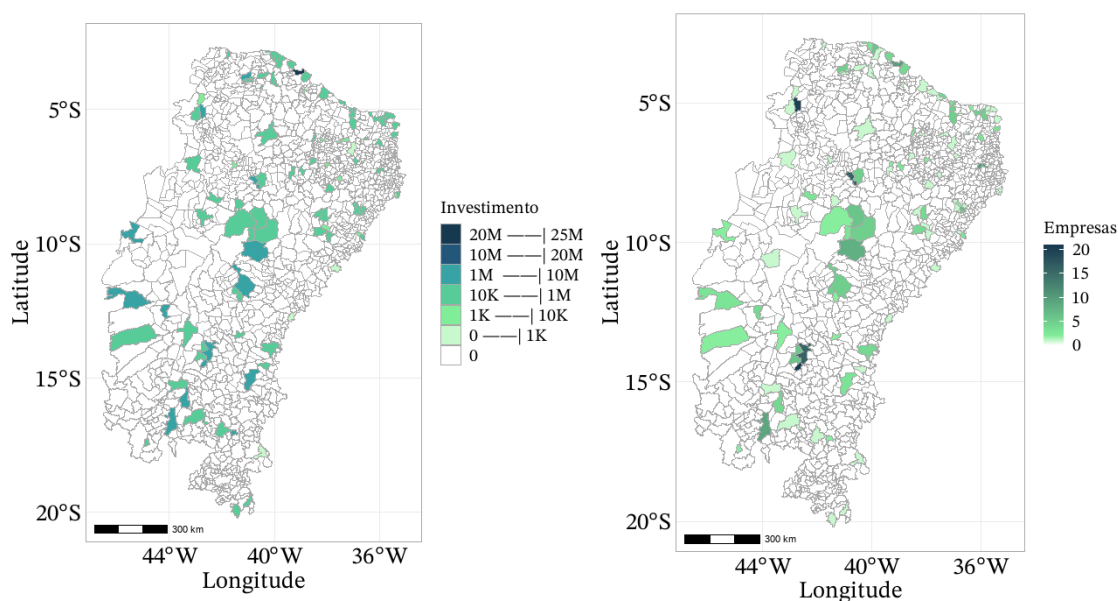 5°S
10°S
15°S
20°S
44°W
40°W
36°W
Latitude
Longitude
300 km
Investimento
20M ——| 25M
10M ——| 20M
1M ——| 10M
10K ——| 1M
1K ——| 10K
0 ——| 1K
0
5°S
10°S
15°S
20°S
44°W
40°W
36°W
Latitude
Longitude
300 km
Empresas
20
15
10
5
0